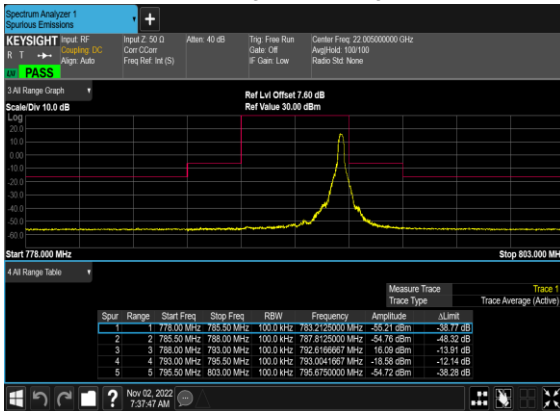 Spectrum Analyzer 1
Spurious Emissions
+
KEYSIGHT Input: RF Input Z: 50 Ω Atten: 40 dB Trig: Free Run Center Freq: 22.005000000 GHz
R T Coupling: DC Corr CCorr Gate: Off Avg|Hold: 100/100
Align: Auto Freq Ref: Int (S) IF Gain: Low Radio Std: None
PASS
3 All Range Graph Ref Lvl Offset 7.60 dB
Scale/Div 10.0 dB Ref Value 30.00 dBm
Log
20.0
10.0
0.00
-10.0
-20.0
-30.0
-40.0
-50.0
-60.0
Start 778.000 MHz Stop 803.000 MH
4 All Range Table
Measure Trace Trace 1
Trace Type Trace Average (Active)
Spur Range Start Freq Stop Freq RBW Frequency Amplitude ΔLimit
1 1 778.00 MHz 785.50 MHz 100.0 kHz 783.2125000 MHz -55.21 dBm -38.77 dB
2 2 785.50 MHz 788.00 MHz 100.0 kHz 787.8125000 MHz -54.76 dBm -48.32 dB
3 3 788.00 MHz 793.00 MHz 100.0 kHz 792.6166667 MHz 16.09 dBm -13.91 dB
4 4 793.00 MHz 795.50 MHz 100.0 kHz 793.0041667 MHz -18.58 dBm -12.14 dB
5 5 795.50 MHz 803.00 MHz 100.0 kHz 795.6750000 MHz -54.72 dBm -38.28 dB
? Nov 02, 2022
7:37:47 AM